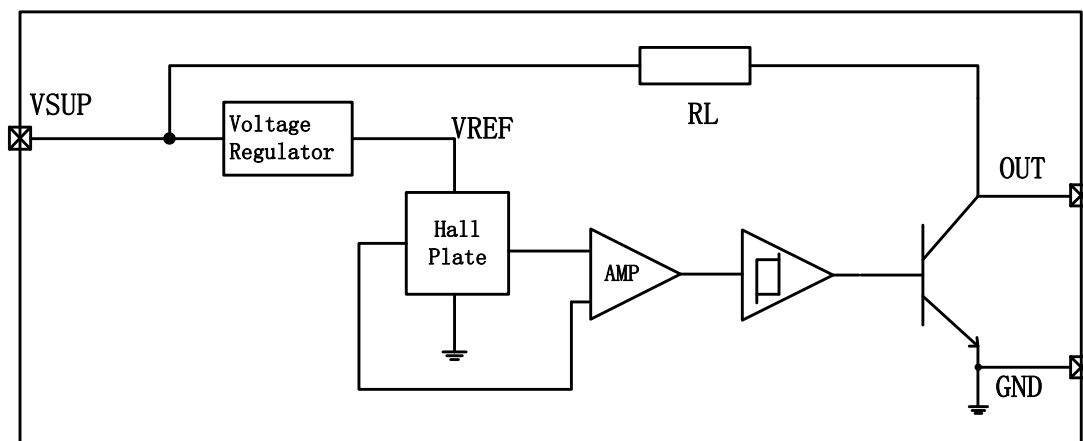 VSUP
Voltage
Regulator
VREF
RL
OUT
Hall
Plate
AMP
GND